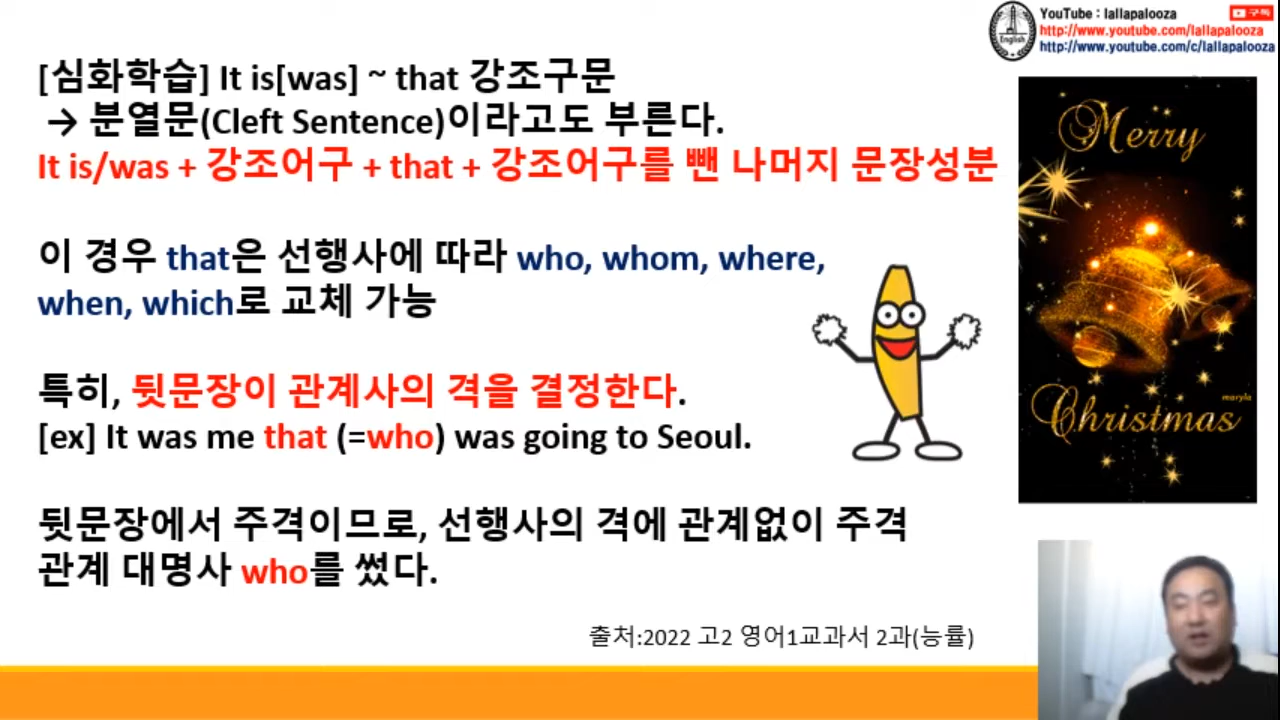 YouTube : lallapalooza
구독
http://www.youtube.com/lallapalooza
http://www.youtube.com/c/lallapalooza
English
[심화학습] It is[was] ~ that 강조구문
→ 분열문(Cleft Sentence)이라고도 부른다.
It is/was + 강조어구 + that + 강조어구를 뺀 나머지 문장성분
이 경우 that은 선행사에 따라 who, whom, where,
when, which로 교체 가능
특히, 뒷문장이 관계사의 격을 결정한다.
[ex] It was me that (=who) was going to Seoul.
뒷문장에서 주격이므로, 선행사의 격에 관계없이 주격
관계 대명사 who를 썼다.
출처:2022 고2 영어1교과서 2과(능률)
Merry
maryla
Christmas